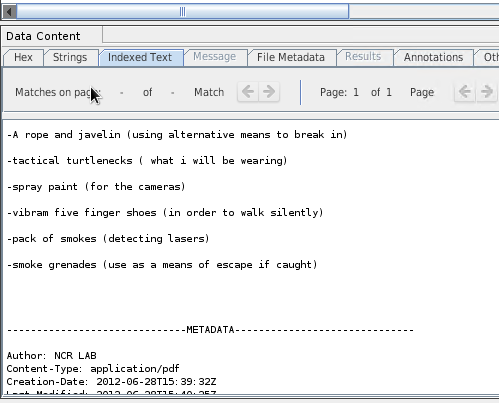 Data Content
Hex Strings Indexed Text Message File Metadata Results Annotations
Matches on page: - of - Match Page: 1 of 1 Page
-A rope and javelin (using alternative means to break in)
-tactical turtlenecks ( what i will be wearing)
-spray paint (for the cameras)
-vibram five finger shoes (in order to walk silently)
-pack of smokes (detecting lasers)
-smoke grenades (use as a means of escape if caught)
------------------------------METADATA------------------------------
Author: NCR LAB
Content-Type: application/pdf
Creation-Date: 2012-06-28T15:39:32Z